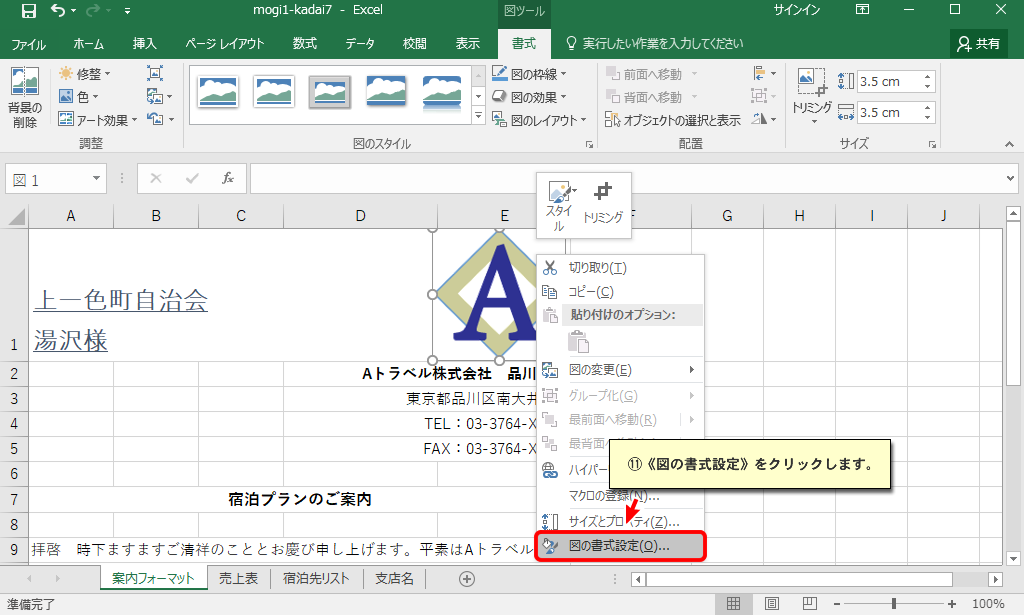 mogi1-kadai7 - Excel
図ツール
サインイン
ファイル ホーム 挿入 ページ レイアウト 数式 データ 校閲 表示 書式 実行したい作業を入力してください 共有
背景の削除
修整
色
アート効果
調整
図のスタイル
図の枠線
図の効果
図のレイアウト
前面へ移動
背面へ移動
オブジェクトの選択と表示
配置
トリミング
3.5 cm
3.5 cm
サイズ
図 1
fx
スタイル
トリミング
A B C D E F G H I J
1
上一色町自治会
湯沢様
A
2 Aトラベル株式会社 品川
3 東京都品川区南大井
4 TEL：03-3764-X
5 FAX：03-3764-X
6
7 宿泊プランのご案内
8
9 拝啓 時下ますますご清祥のこととお慶び申し上げます。平素はAトラベル
切り取り(T)
コピー(C)
貼り付けのオプション:
図の変更(E)
グループ化(G)
最前面へ移動(R)
最背面へ
ハイパー
マクロの登録(N)...
サイズとプロパティ(Z)...
図の書式設定(O)...
⑪《図の書式設定》をクリックします。
案内フォーマット 売上表 宿泊先リスト 支店名
準備完了
100%